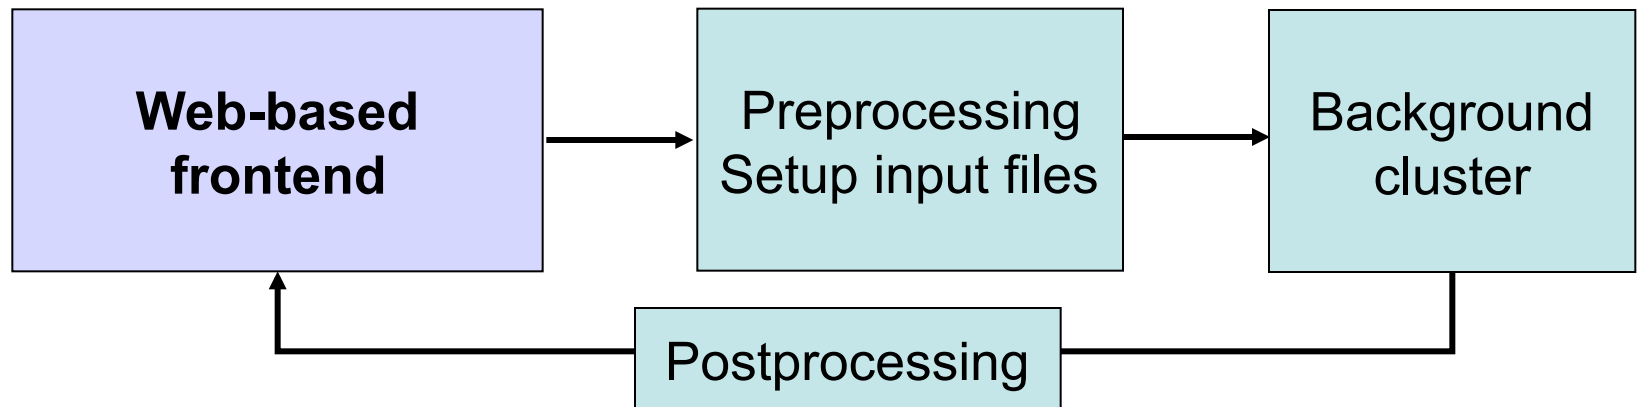 Web-based
frontend
Preprocessing
Setup input files
Background
cluster
Postprocessing